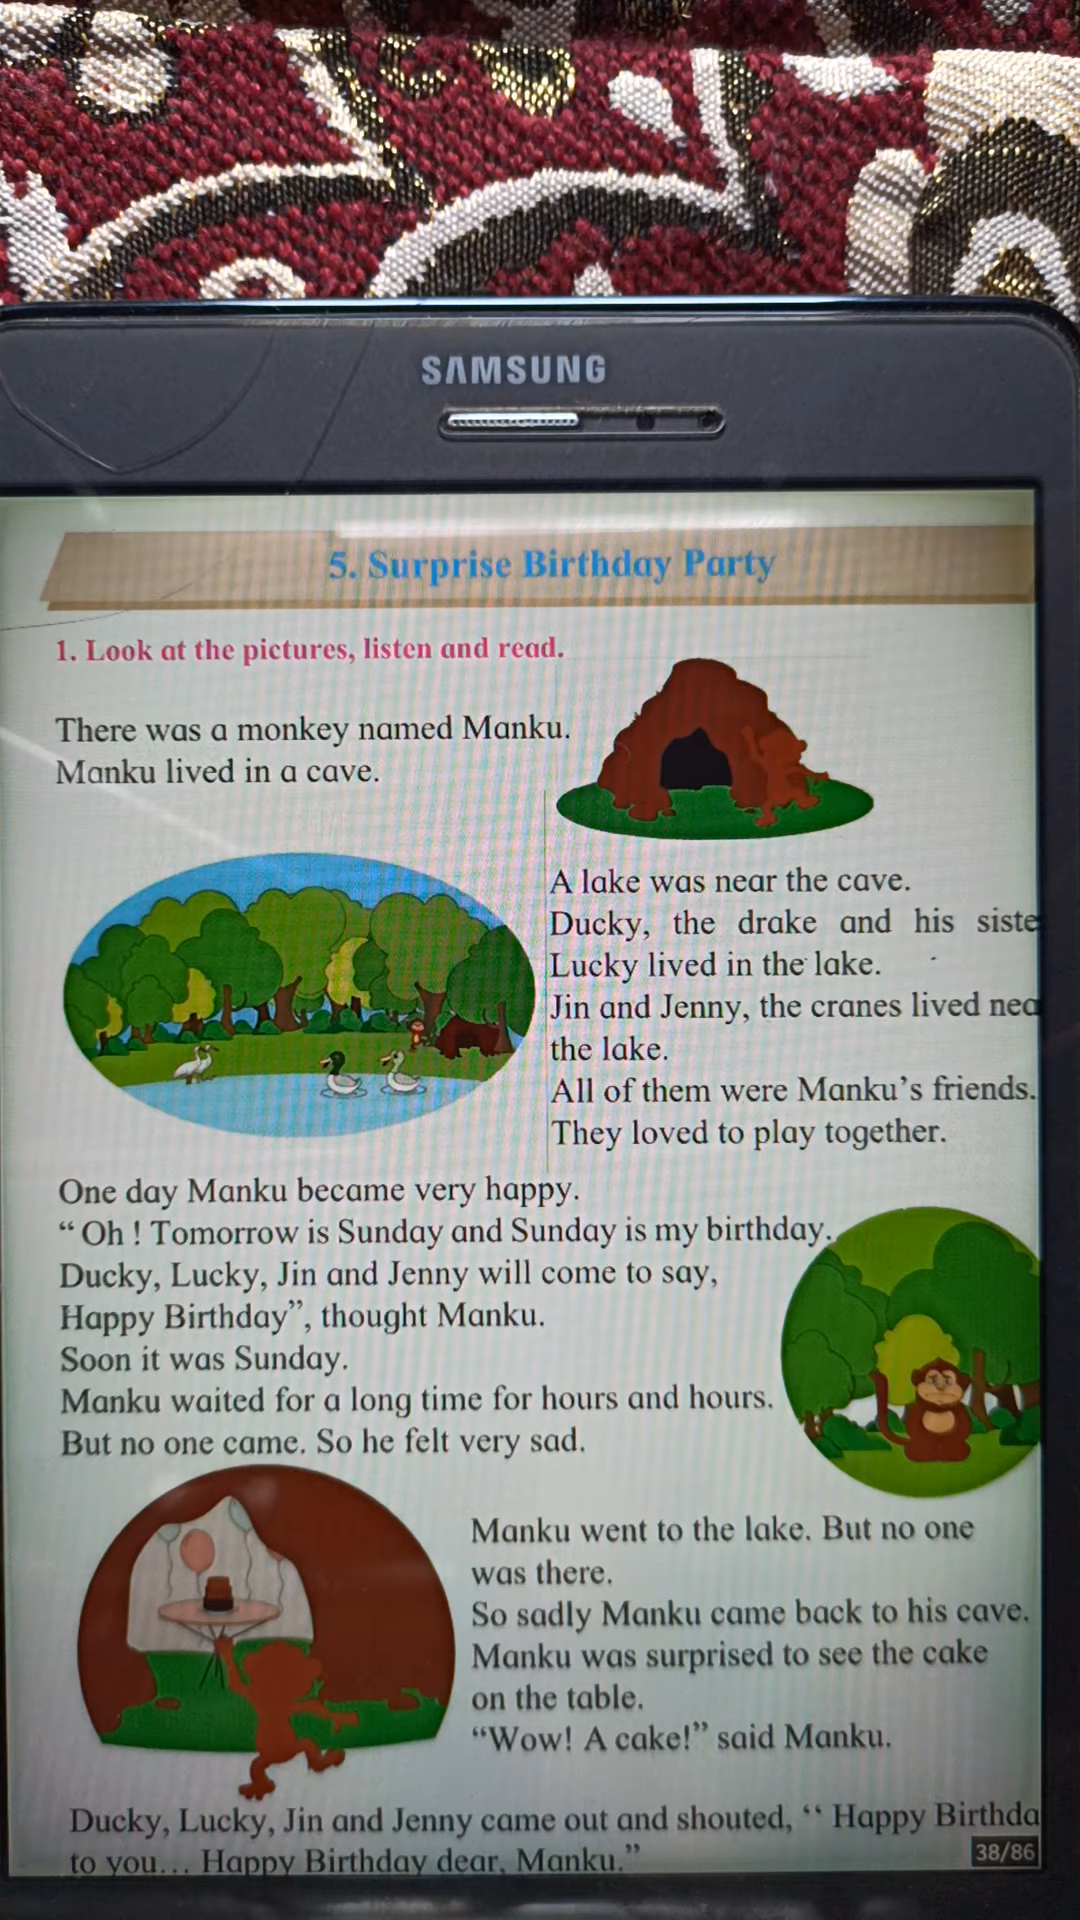 SAMSUNG
5. Surprise Birthday Party
1. Look at the pictures, listen and read.
There was a monkey named Manku.
Manku lived in a cave.
A lake was near the cave.
Ducky, the drake and his siste
Lucky lived in the lake.
Jin and Jenny, the cranes lived nea
the lake.
All of them were Manku’s friends.
They loved to play together.
One day Manku became very happy.
“ Oh ! Tomorrow is Sunday and Sunday is my birthday.
Ducky, Lucky, Jin and Jenny will come to say,
Happy Birthday”, thought Manku.
Soon it was Sunday.
Manku waited for a long time for hours and hours.
But no one came. So he felt very sad.
Manku went to the lake. But no one
was there.
So sadly Manku came back to his cave.
Manku was surprised to see the cake
on the table.
“Wow! A cake!” said Manku.
Ducky, Lucky, Jin and Jenny came out and shouted, “ Happy Birthda
to you... Happy Birthday dear, Manku.”
38/86